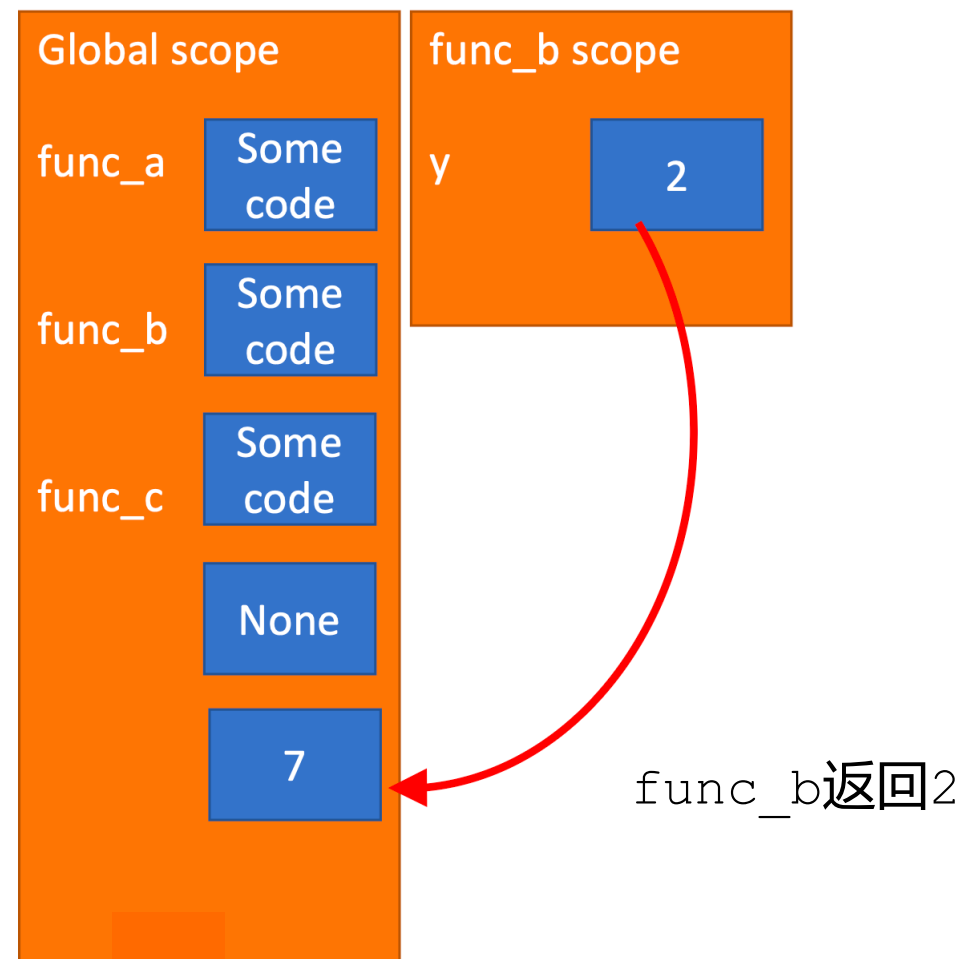 Global scope
func_a
Some
code
func_b
Some
code
func_c
Some
code
None
7
func_b scope
y
2
func_b返回2